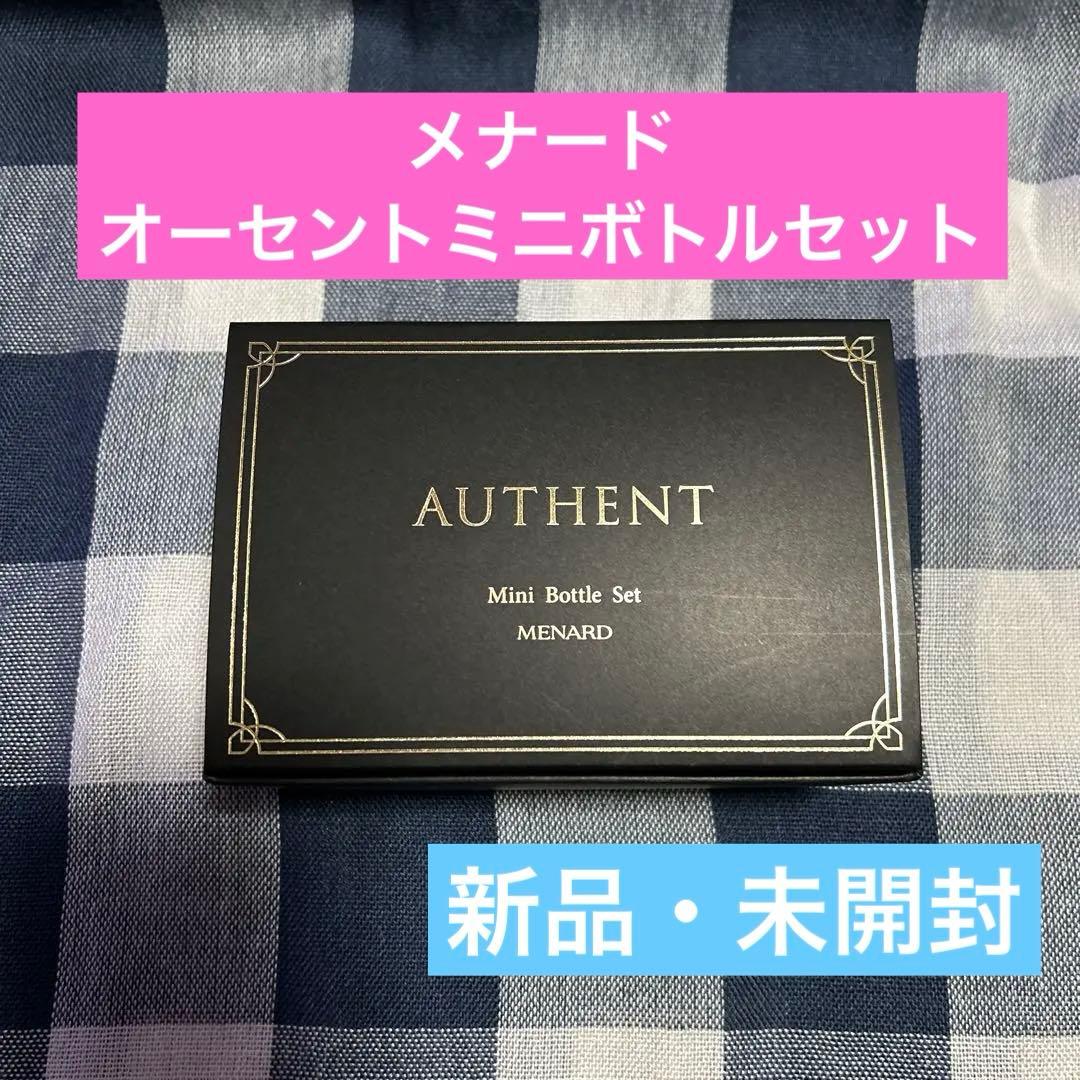 メナード
オーセントミニボトルセット
AUTHENT
Mini Bottle Set
MENARD
新品・未開封